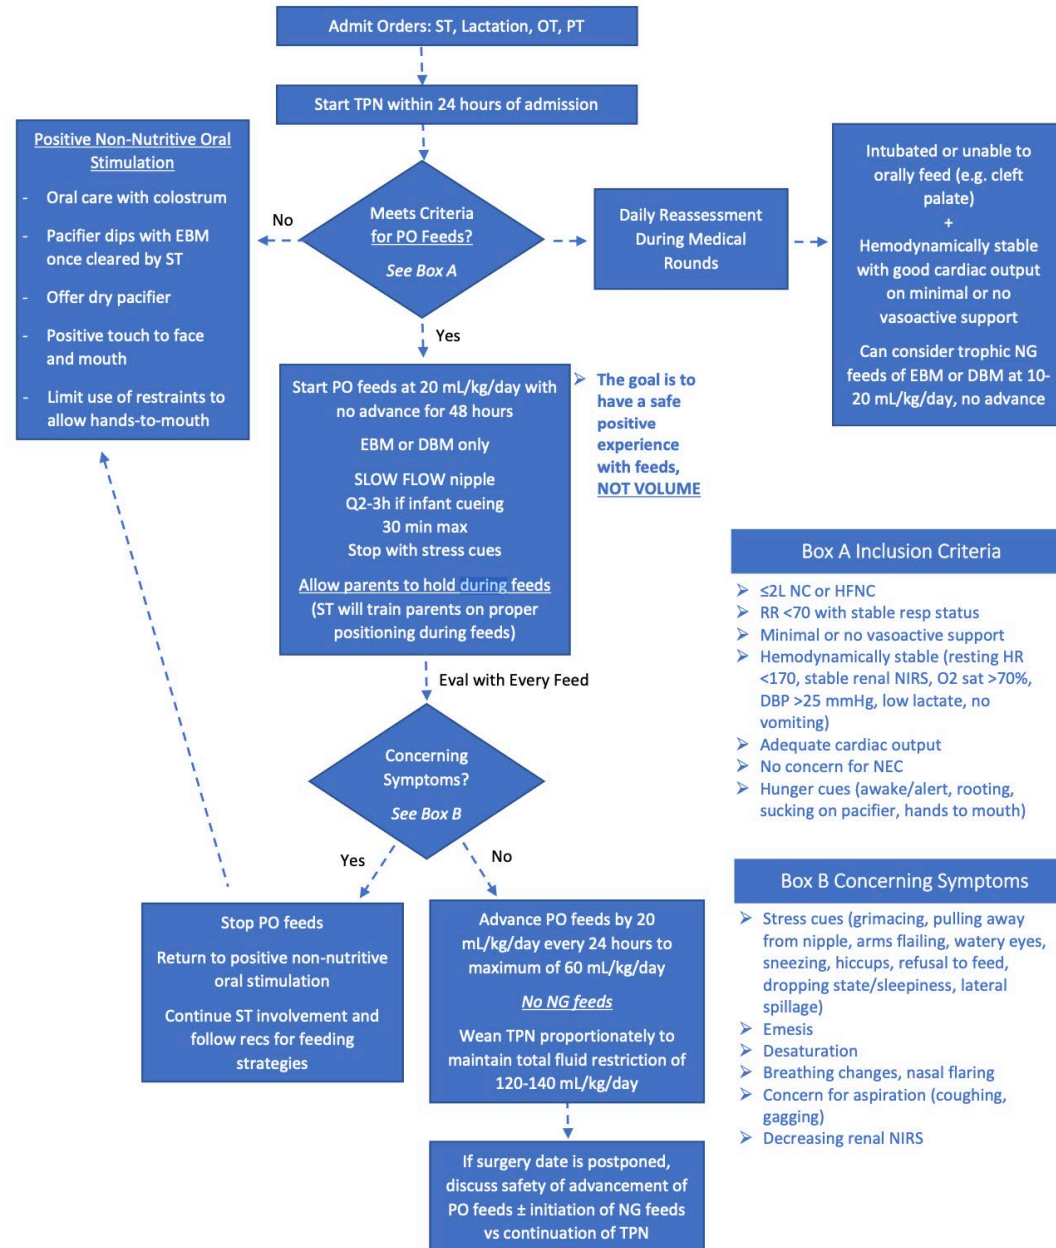 Admit Orders: ST, Lactation, OT, PT
Start TPN within 24 hours of admission
Positive Non-Nutritive Oral
Stimulation
- Oral care with colostrum
- Pacifier dips with EBM
once cleared by ST
- Offer dry pacifier
- Positive touch to face
and mouth
- Limit use of restraints to
allow hands-to-mouth
No
Meets Criteria
for PO Feeds?
See Box A
Daily Reassessment
During Medical
Rounds
Intubated or unable to
orally feed (e.g. cleft
palate)
+
Hemodynamically stable
with good cardiac output
on minimal or no
vasoactive support
Can consider trophic NG
feeds of EBM or DBM at 10-
20 mL/kg/day, no advance
Yes
Start PO feeds at 20 mL/kg/day with
no advance for 48 hours
EBM or DBM only
SLOW FLOW nipple
Q2-3h if infant cueing
30 min max
Stop with stress cues
Allow parents to hold during feeds
(ST will train parents on proper
positioning during feeds)
➢ The goal is to
have a safe
positive
experience
with feeds,
NOT VOLUME
Eval with Every Feed
Concerning
Symptoms?
See Box B
Yes
No
Stop PO feeds
Return to positive non-nutritive
oral stimulation
Continue ST involvement and
follow recs for feeding
strategies
Advance PO feeds by 20
mL/kg/day every 24 hours to
maximum of 60 mL/kg/day
No NG feeds
Wean TPN proportionately to
maintain total fluid restriction of
120-140 mL/kg/day
If surgery date is postponed,
discuss safety of advancement of
PO feeds ± initiation of NG feeds
vs continuation of TPN
Box A Inclusion Criteria
➢ ≤2L NC or HFNC
➢ RR <70 with stable resp status
➢ Minimal or no vasoactive support
➢ Hemodynamically stable (resting HR
<170, stable renal NIRS, O2 sat >70%,
DBP >25 mmHg, low lactate, no
vomiting)
➢ Adequate cardiac output
➢ No concern for NEC
➢ Hunger cues (awake/alert, rooting,
sucking on pacifier, hands to mouth)
Box B Concerning Symptoms
➢ Stress cues (grimacing, pulling away
from nipple, arms flailing, watery eyes,
sneezing, hiccups, refusal to feed,
dropping state/sleepiness, lateral
spillage)
➢ Emesis
➢ Desaturation
➢ Breathing changes, nasal flaring
➢ Concern for aspiration (coughing,
gagging)
➢ Decreasing renal NIRS